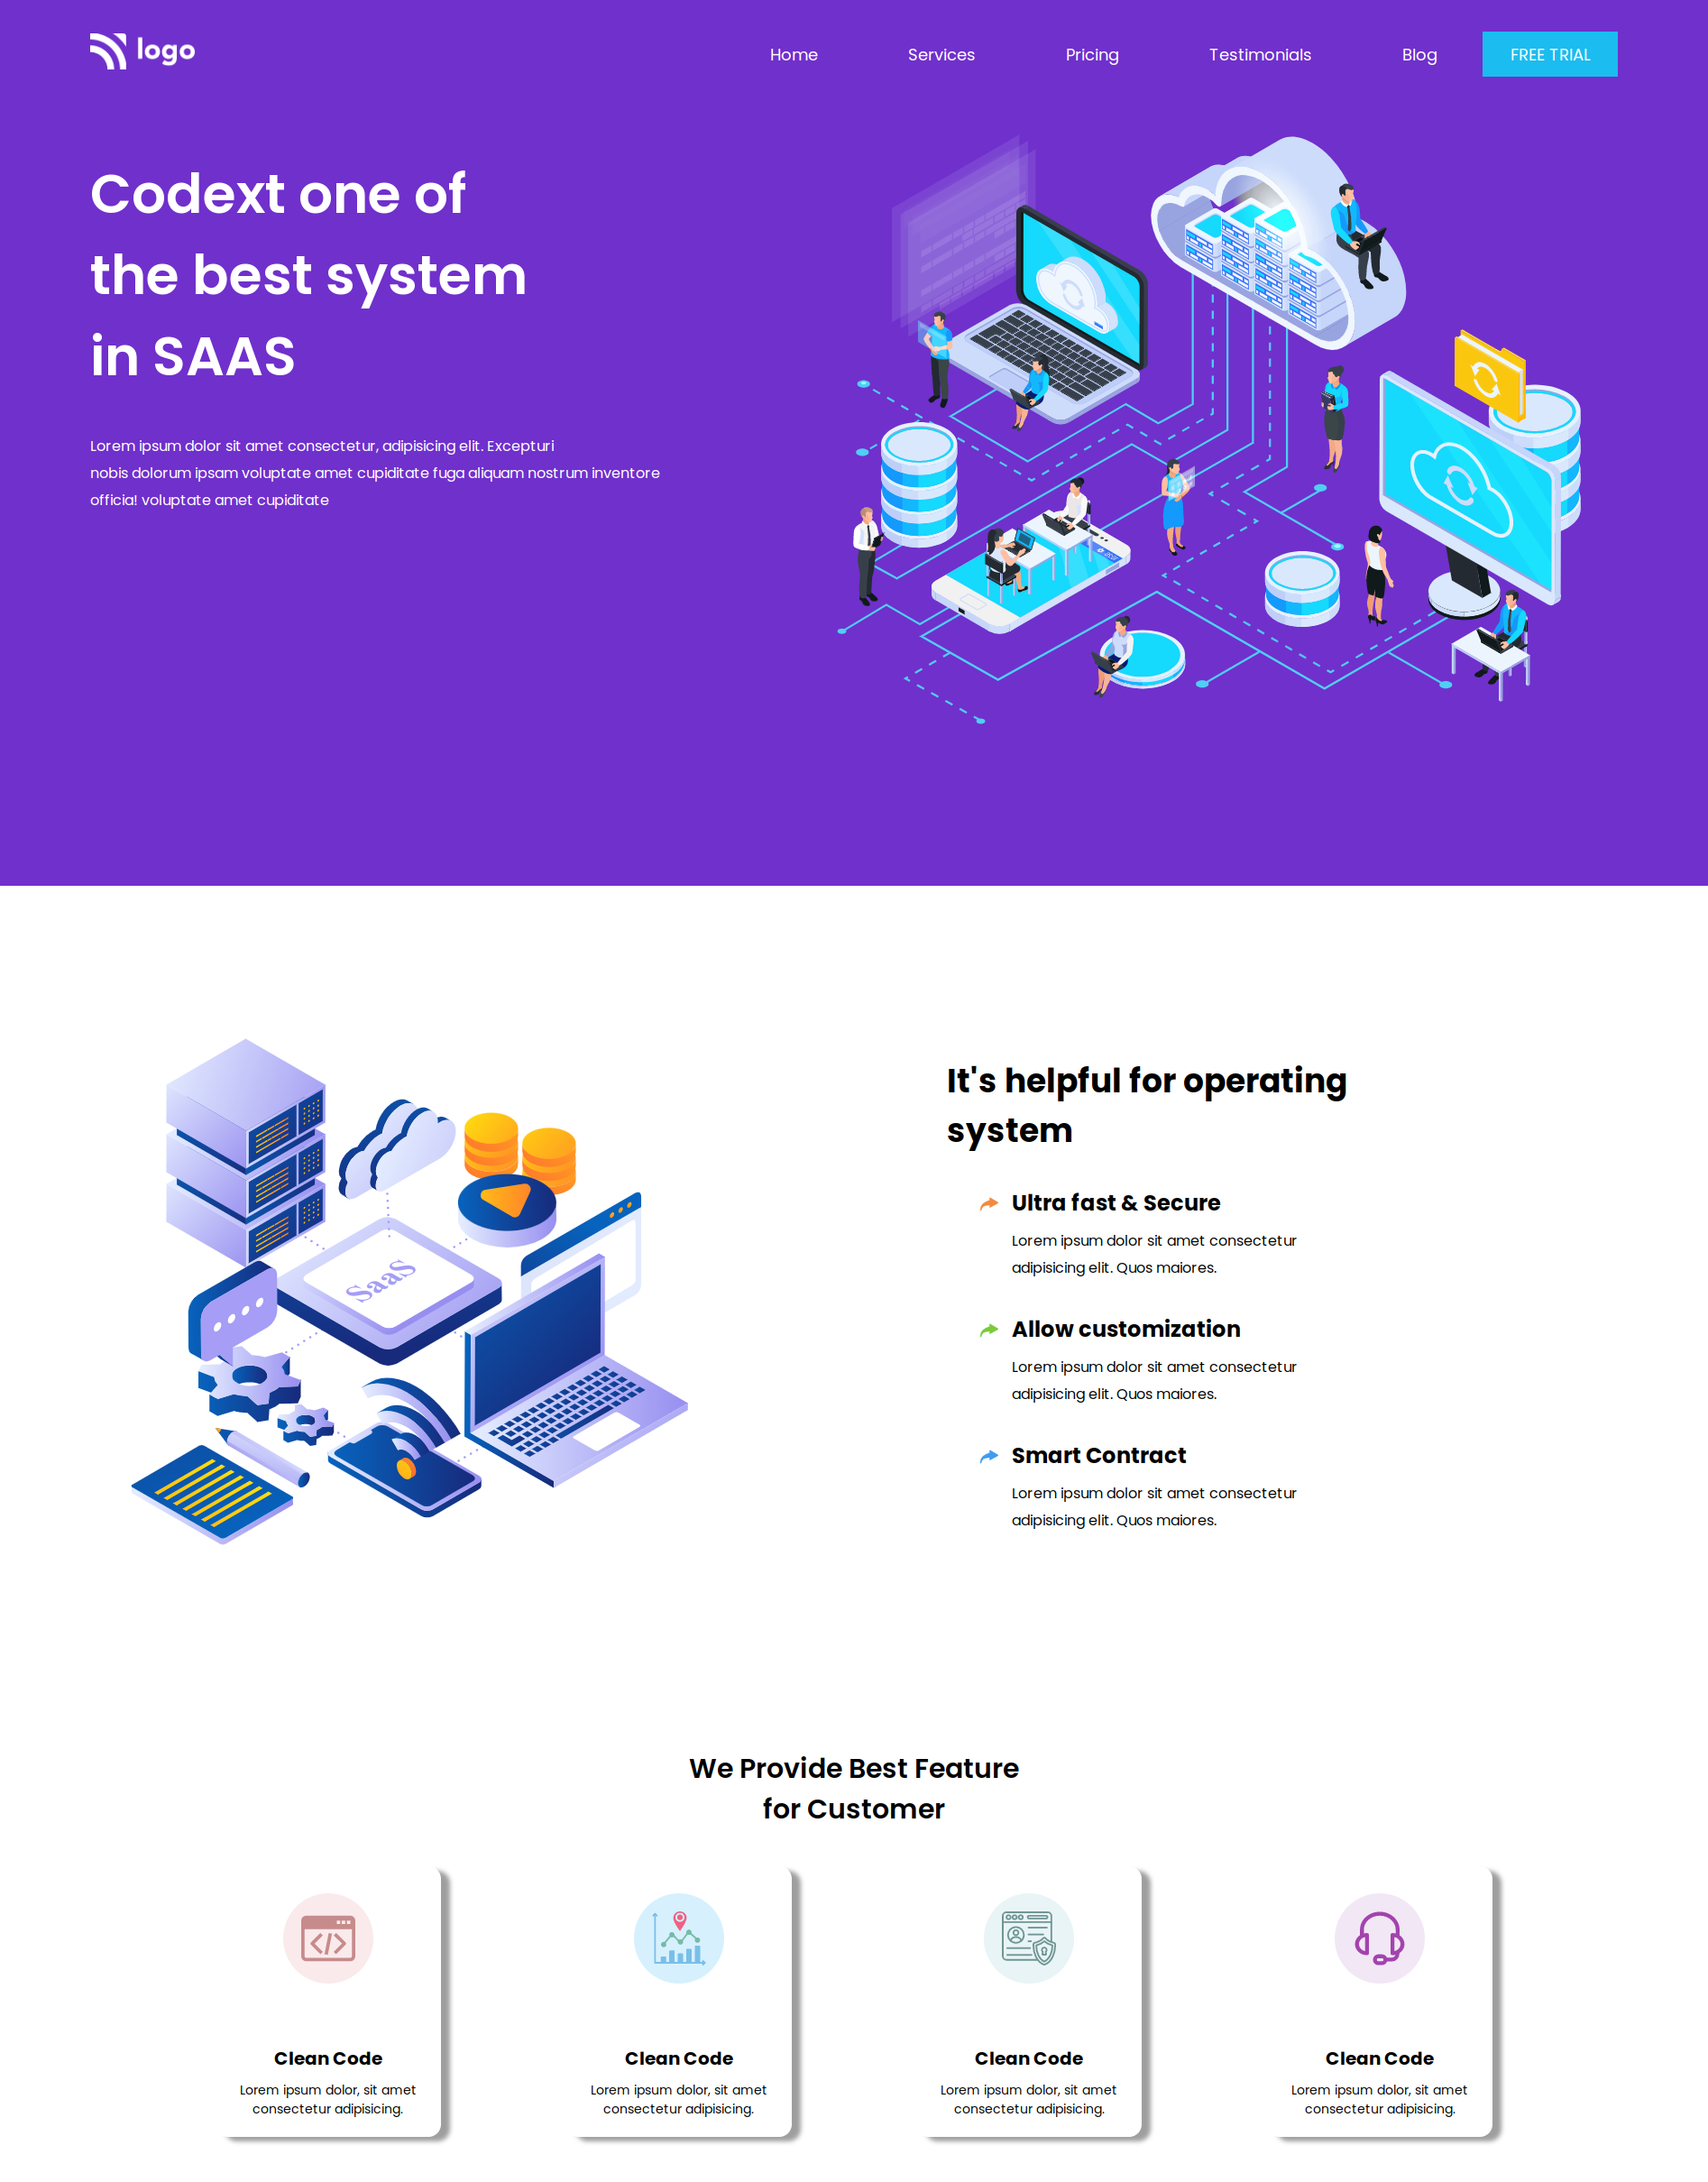 logo
Home Services Pricing Testimonials Blog FREE TRIAL
Codext one of
the best system
in SAAS
Lorem ipsum dolor sit amet consectetur, adipisicing elit. Excepturi
nobis dolorum ipsam voluptate amet cupiditate fuga aliquam nostrum inventore
officia! voluptate amet cupiditate
It's helpful for operating
system
Ultra fast & Secure
Lorem ipsum dolor sit amet consectetur
adipisicing elit. Quos maiores.
SaaS
Allow customization
Lorem ipsum dolor sit amet consectetur
adipisicing elit. Quos maiores.
Smart Contract
Lorem ipsum dolor sit amet consectetur
adipisicing elit. Quos maiores.
We Provide Best Feature
for Customer
Clean Code
Lorem ipsum dolor, sit amet
consectetur adipisicing.
Clean Code
Lorem ipsum dolor, sit amet
consectetur adipisicing.
Clean Code
Lorem ipsum dolor, sit amet
consectetur adipisicing.
Clean Code
Lorem ipsum dolor, sit amet
consectetur adipisicing.